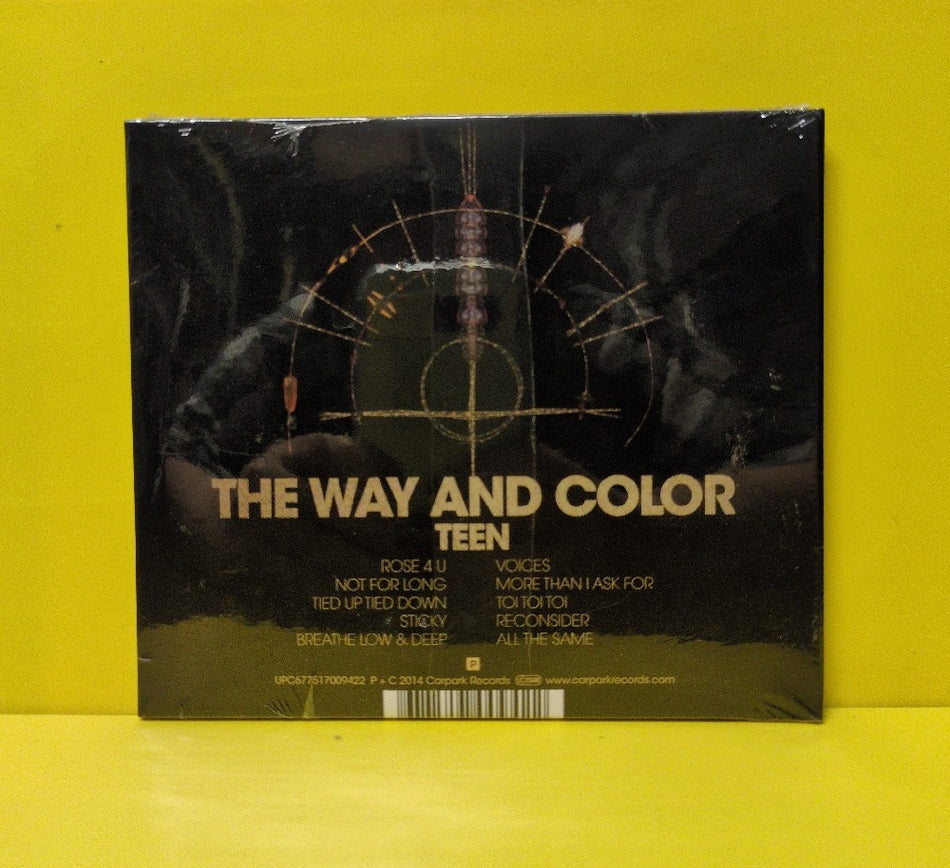 THE WAY AND COLOR
TEEN
ROSE 4 U
NOT FOR LONG
TIED UP TIED DOWN
STICKY
BREATHE LOW & DEEP
VOICES
MORE THAN I ASK FOR
TOI TOI TOI
RECONSIDER
ALL THE SAME
P
UPC677517009422 P + C 2014 Carpark Records www.carparkrecords.com